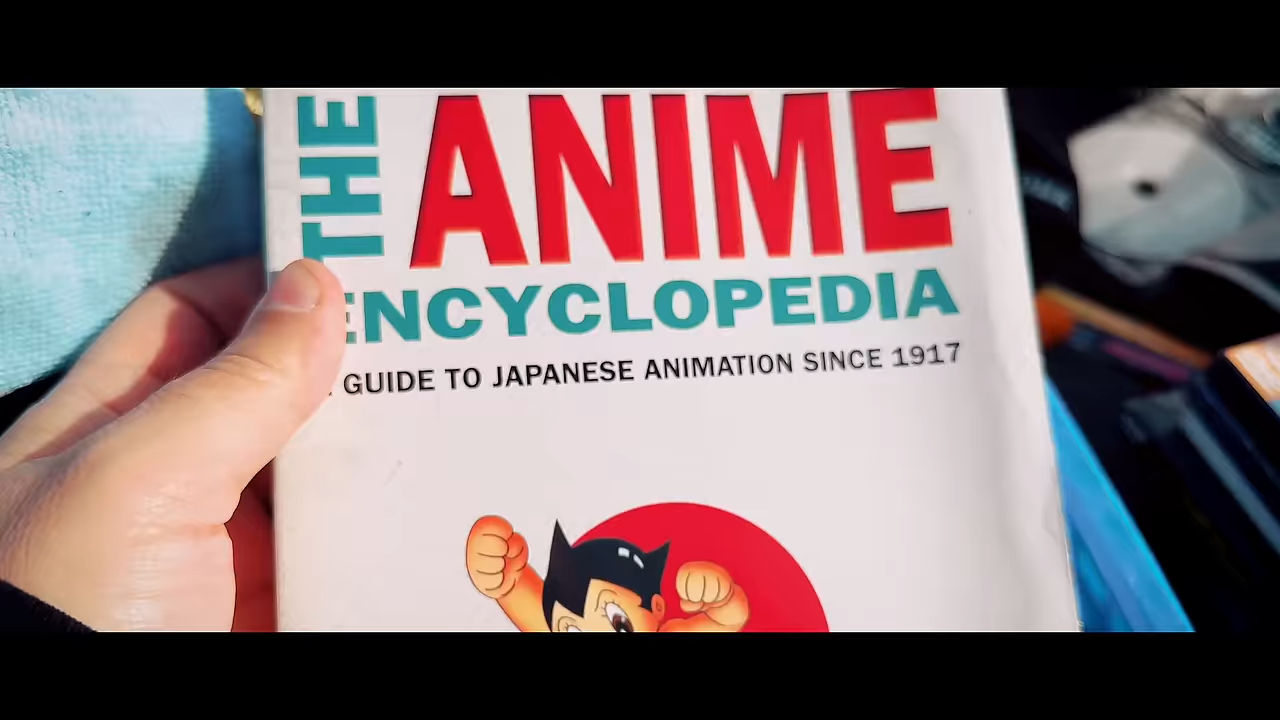 THE
ANIME
ENCYCLOPEDIA
GUIDE TO JAPANESE ANIMATION SINCE 1917